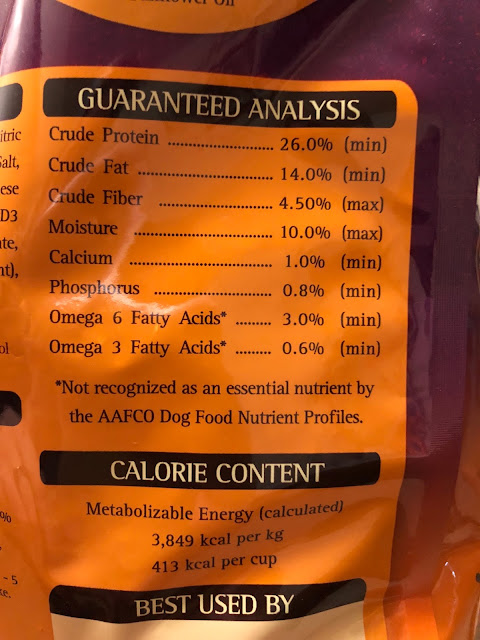 GUARANTEED ANALYSIS
Crude Protein ........................ 26.0% (min)
Crude Fat ............................... 14.0% (min)
Crude Fiber ............................ 4.50% (max)
Moisture ................................ 10.0% (max)
Calcium ................................. 1.0% (min)
Phosphorus ............................ 0.8% (min)
Omega 6 Fatty Acids* ......... 3.0% (min)
Omega 3 Fatty Acids* ......... 0.6% (min)
*Not recognized as an essential nutrient by
the AAFCO Dog Food Nutrient Profiles.
CALORIE CONTENT
Metabolizable Energy (calculated)
3,849 kcal per kg
413 kcal per cup
BEST USED BY